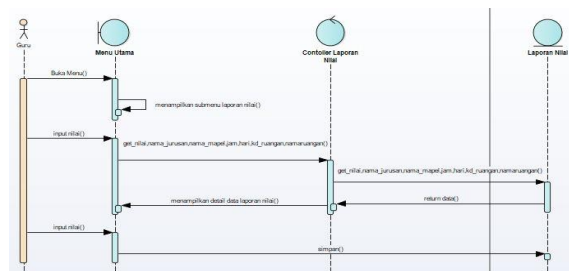 Guru
Menu Utama
Contoller Laporan
Nilai
Laporan Nilai
Buka Menu()
menampilkan submenu laporan nilai()
input nilai()
get_nilai,nama_jurusan,nama_mapel,jam,hari,kd_ruangan,namaruangan()
get_nilai,nama_jurusan,nama_mapel,jam,hari,kd_ruangan,namaruangan()
menampilkan detail data laporan nilai()
return data()
input nilai()
simpan()